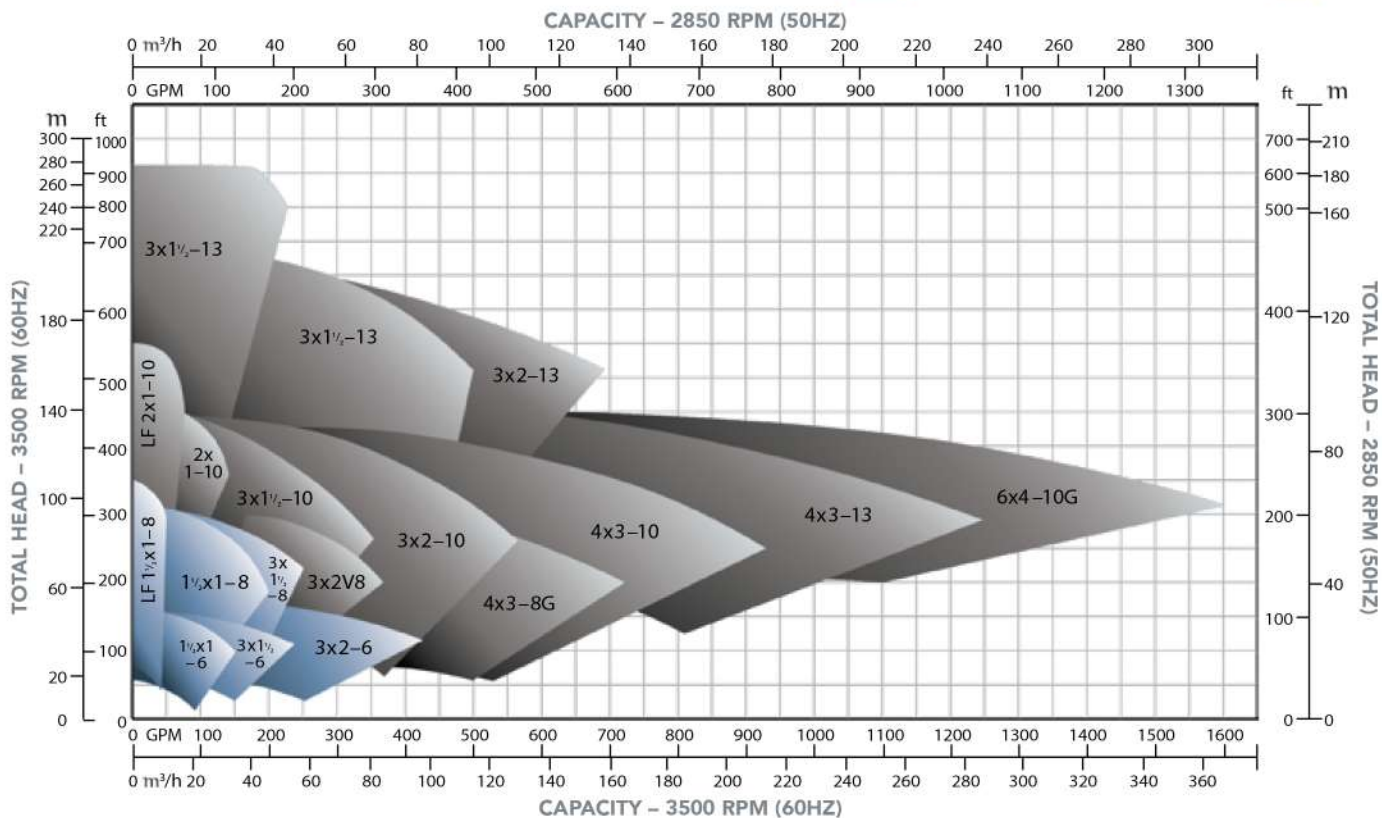 CAPACITY – 2850 RPM (50HZ)
0 m³/h 20 40 60 80 100 120 140 160 180 200 220 240 260 280 300
0 GPM 100 200 300 400 500 600 700 800 900 1000 1100 1200 1300
m ft
ft m
300 1000
280 900
260
240 800
220
700
600
180
500
140
400
100
300
200
60
100
20
0 0
700 210
600 180
500 160
400 120
300
80
200
40
100
0 0
TOTAL HEAD – 3500 RPM (60HZ)
TOTAL HEAD – 2850 RPM (50HZ)
3x1½–13
3x1½–13
3x2–13
LF 2x1–10
2x
1–10
3x1½–10
3x2–10
4x3–10
4x3–13
6x4–10G
LF 1½x1–8
1½x1–8
3x
1½
–8
3x2V8
4x3–8G
1½x1
–6
3x1½
–6
3x2–6
0 GPM 100 200 300 400 500 600 700 800 900 1000 1100 1200 1300 1400 1500 1600
0 m³/h 20 40 60 80 100 120 140 160 180 200 220 240 260 280 300 320 340 360
CAPACITY – 3500 RPM (60HZ)